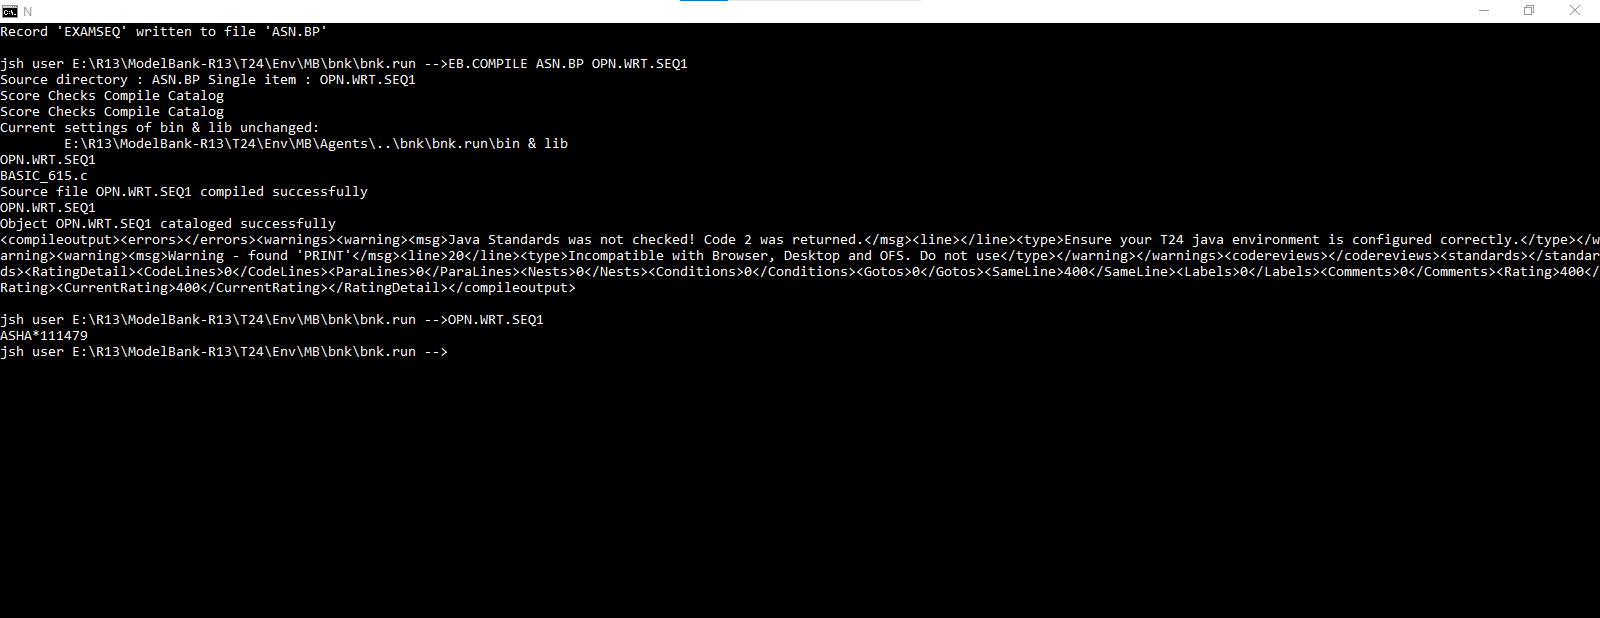 N
Record 'EXAMSEQ' written to file 'ASN.BP'
jsh user E:\R13\ModelBank-R13\T24\Env\MB\bnk\bnk.run -->EB.COMPILE ASN.BP OPN.WRT.SEQ1
Source directory : ASN.BP Single item : OPN.WRT.SEQ1
Score Checks Compile Catalog
Score Checks Compile Catalog
Current settings of bin & lib unchanged:
E:\R13\ModelBank-R13\T24\Env\MB\Agents\..\bnk\bnk.run\bin & lib
OPN.WRT.SEQ1
BASIC_615.c
Source file OPN.WRT.SEQ1 compiled successfully
OPN.WRT.SEQ1
Object OPN.WRT.SEQ1 cataloged successfully
<compileoutput><errors></errors><warnings><warning><msg>Java Standards was not checked! Code 2 was returned.</msg><line></line><type>Ensure your T24 java environment is configured correctly.</type></w
arning><warning><msg>Warning - found 'PRINT'</msg><line>20</line><type>Incompatible with Browser, Desktop and OFS. Do not use</type></warning></warnings><codereviews></codereviews><standards></standar
ds><RatingDetail><CodeLines>0</CodeLines><ParaLines>0</ParaLines><Nests>0</Nests><Conditions>0</Conditions><Gotos>0</Gotos><SameLine>400</SameLine><Labels>0</Labels><Comments>0</Comments><Rating>400</
Rating><CurrentRating>400</CurrentRating></RatingDetail></compileoutput>
jsh user E:\R13\ModelBank-R13\T24\Env\MB\bnk\bnk.run -->OPN.WRT.SEQ1
ASHA*111479
jsh user E:\R13\ModelBank-R13\T24\Env\MB\bnk\bnk.run -->